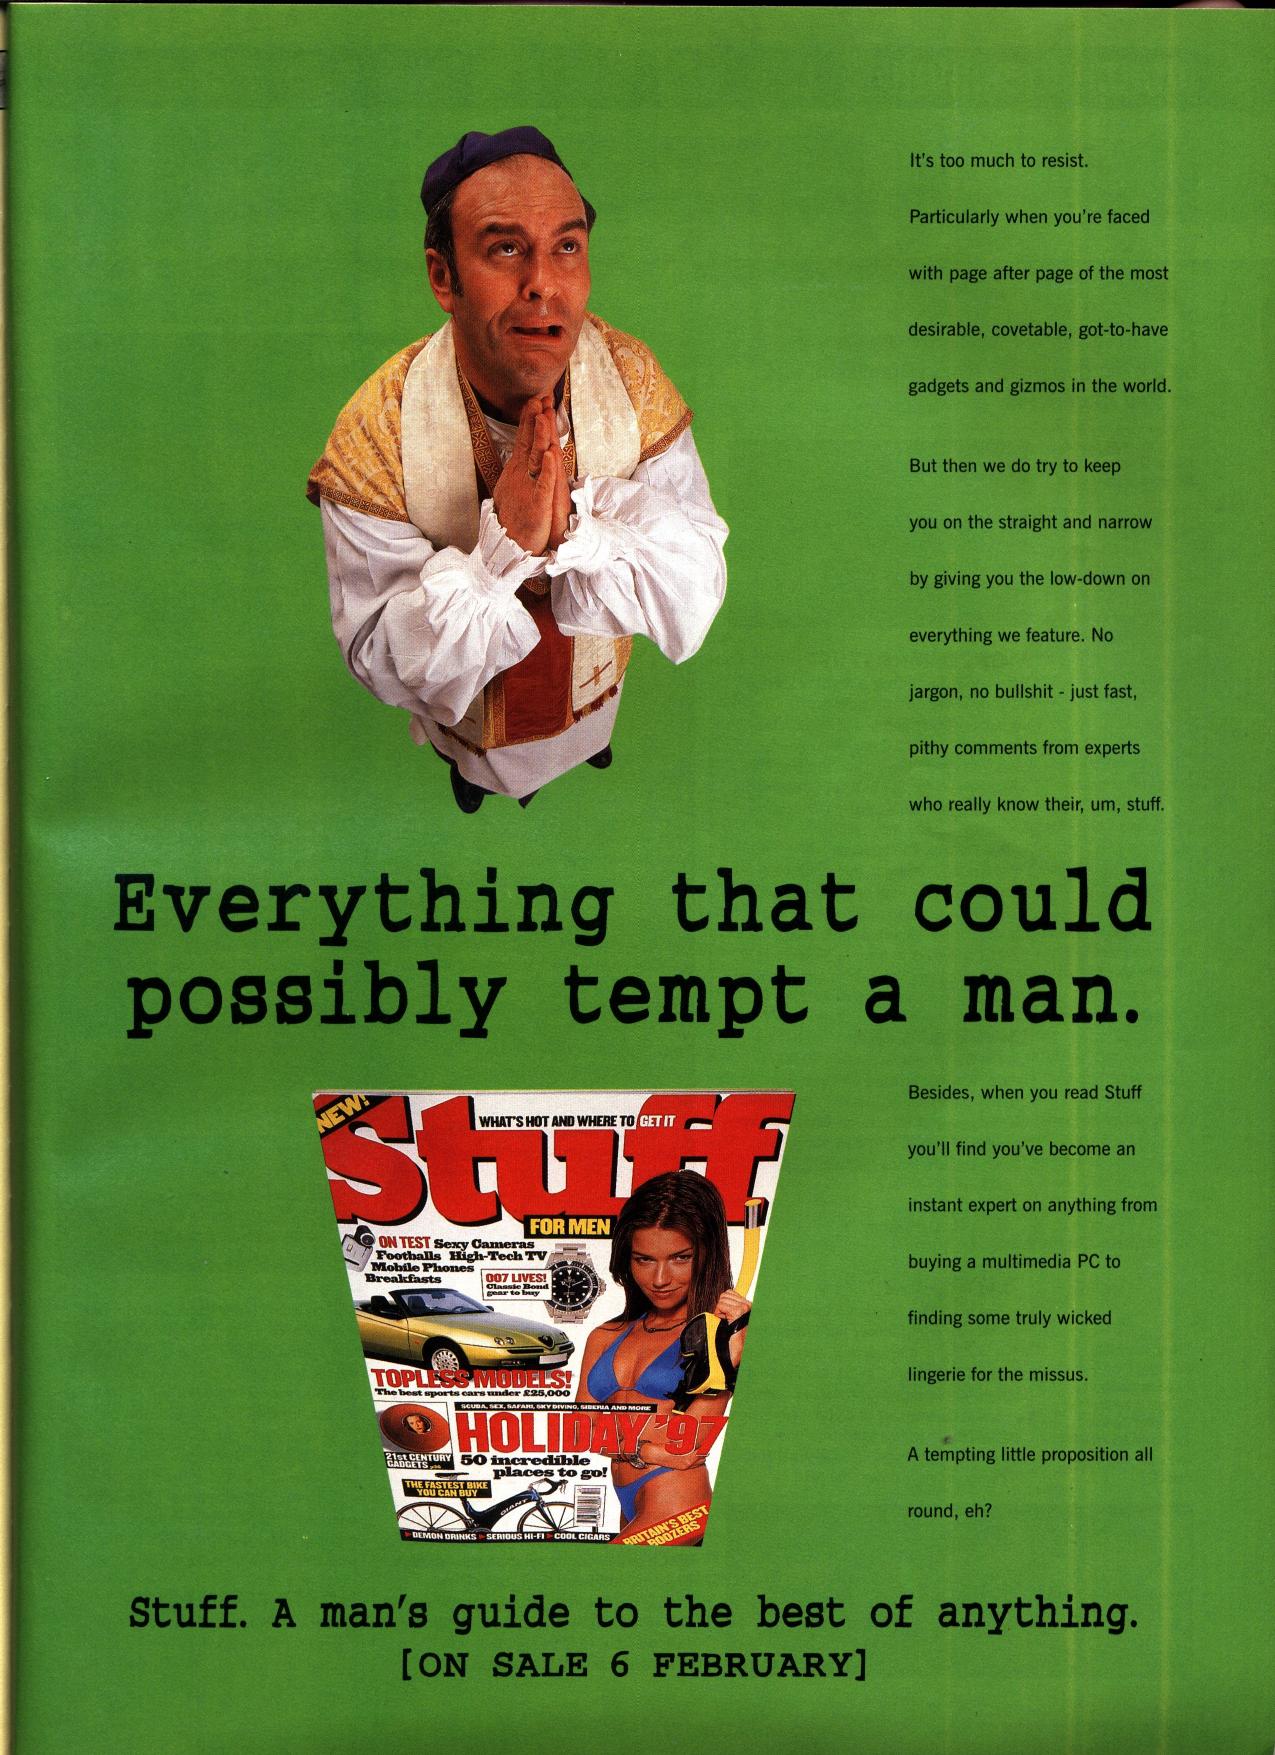 It's too much to resist.
Particularly when you're faced
with page after page of the most
desirable, covetable, got-to-have
gadgets and gizmos in the world.
But then we do try to keep
you on the straight and narrow
by giving you the low-down on
everything we feature. No
jargon, no bullshit - just fast,
pithy comments from experts
who really know their, um, stuff.
Everything that could
possibly tempt a man.
NEW!
Stuff
WHAT'S HOT AND WHERE TO GET IT
FOR MEN
ON TEST Sexy Cameras
Footballs High-Tech TV
Mobile Phones
Breakfasts
007 LIVES!
Classic Bond
gear to buy
TOPLESS MODELS!
The best sports cars under £25,000
SCUBA, SEX, SAFARI, SKY DIVING, SIBERIA AND MORE
HOLIDAY '97
50 incredible
places to go!
21st CENTURY
GADGETS
THE FASTEST BIKE
YOU CAN BUY
GIANT
DEMON DRINKS SERIOUS HI-FI COOL CIGARS
BRITAIN'S BEST
BOOZERS
Besides, when you read Stuff
you'll find you've become an
instant expert on anything from
buying a multimedia PC to
finding some truly wicked
lingerie for the missus.
A tempting little proposition all
round, eh?
Stuff. A man's guide to the best of anything.
[ON SALE 6 FEBRUARY]